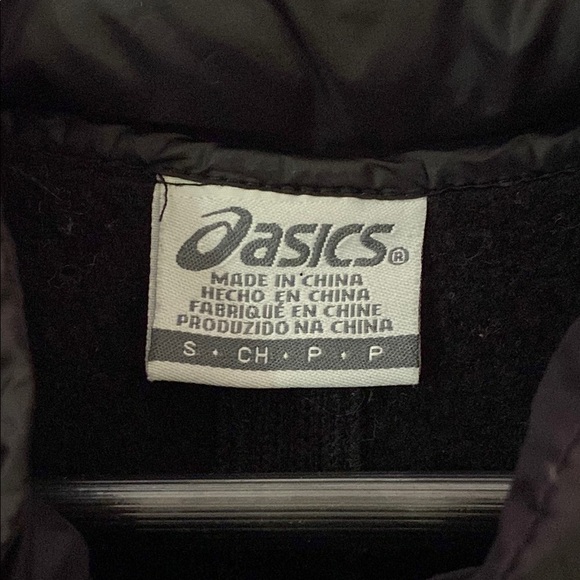 asics®
MADE IN CHINA
HECHO EN CHINA
FABRIQUÉ EN CHINE
PRODUZIDO NA CHINA
S • CH • P • P